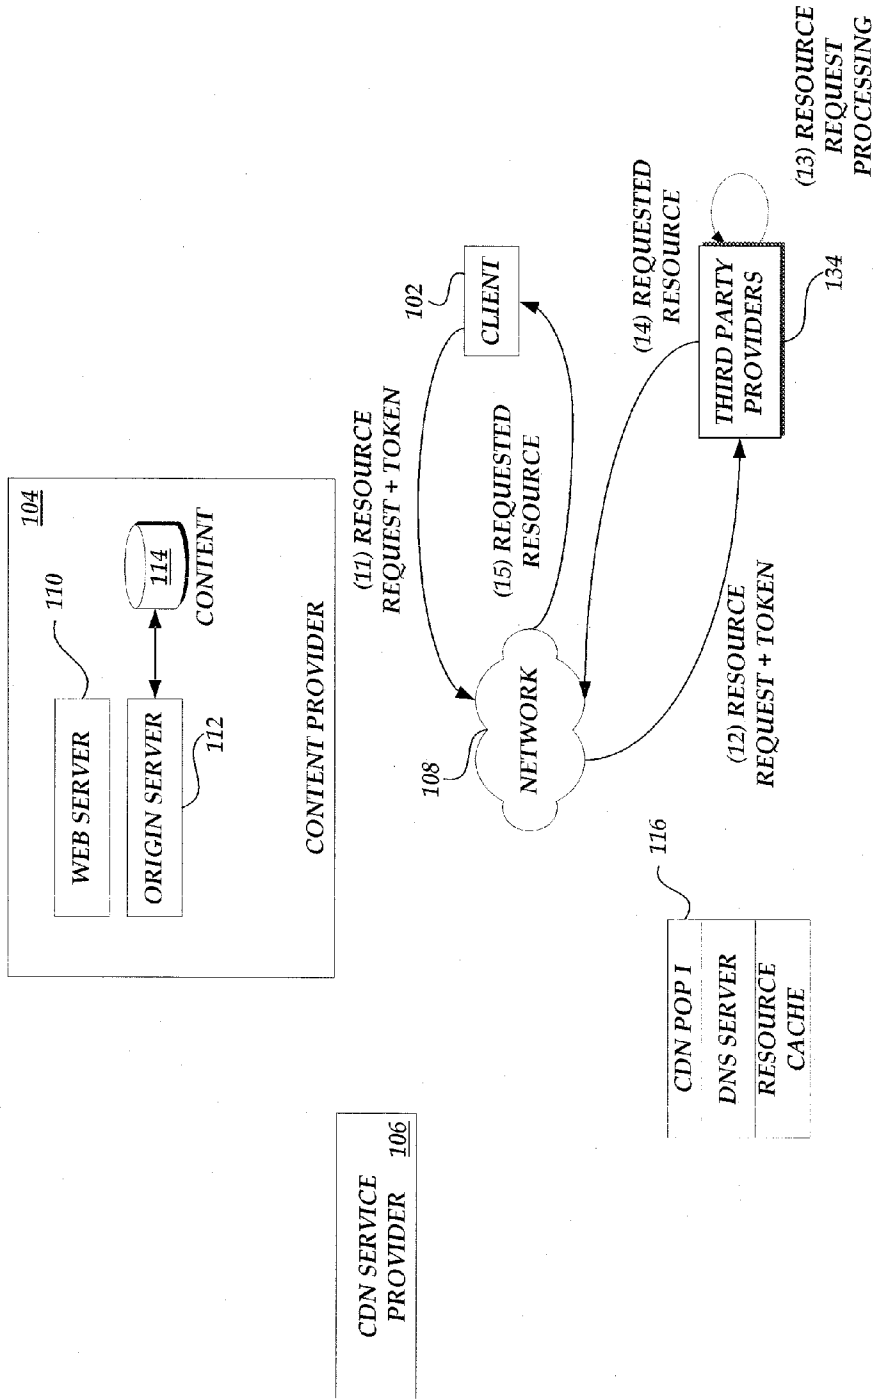 104
WEB SERVER
110
ORIGIN SERVER
112
114
CONTENT
CONTENT PROVIDER
CDN SERVICE
PROVIDER
106
(11) RESOURCE
REQUEST + TOKEN
102
CLIENT
(15) REQUESTED
RESOURCE
108
NETWORK
(14) REQUESTED
RESOURCE
(12) RESOURCE
REQUEST + TOKEN
THIRD PARTY
PROVIDERS
134
(13) RESOURCE
REQUEST
PROCESSING
116
CDN POP I
DNS SERVER
RESOURCE
CACHE